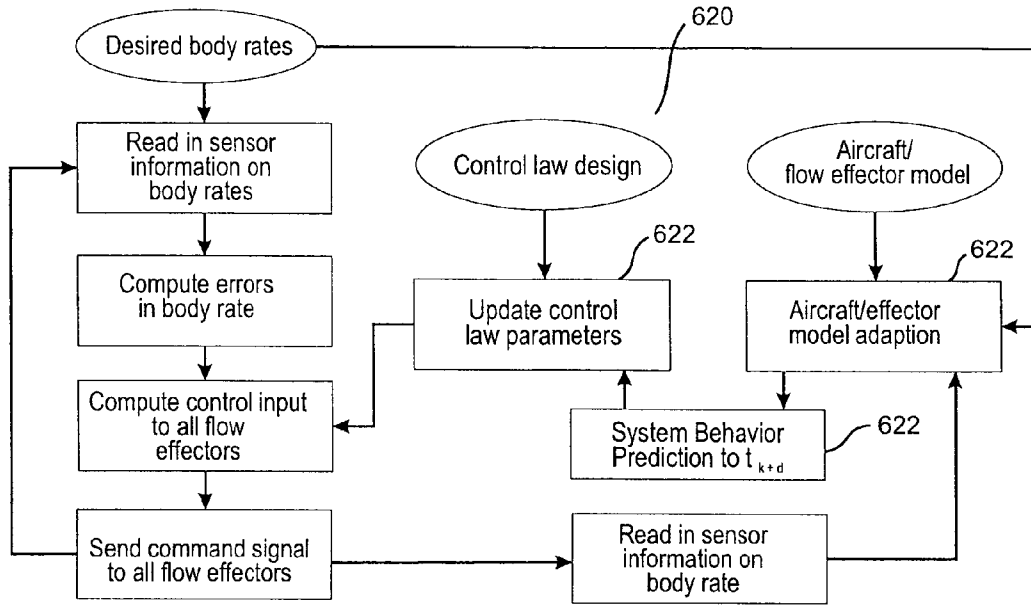 620
Desired body rates
Read in sensor
information on
body rates
Control law design
Aircraft/
flow effector model
622
622
Compute errors
in body rate
Update control
law parameters
Aircraft/effector
model adaption
Compute control input
to all flow
effectors
System Behavior
Prediction to t k+d
622
Send command signal
to all flow effectors
Read in sensor
information on
body rate